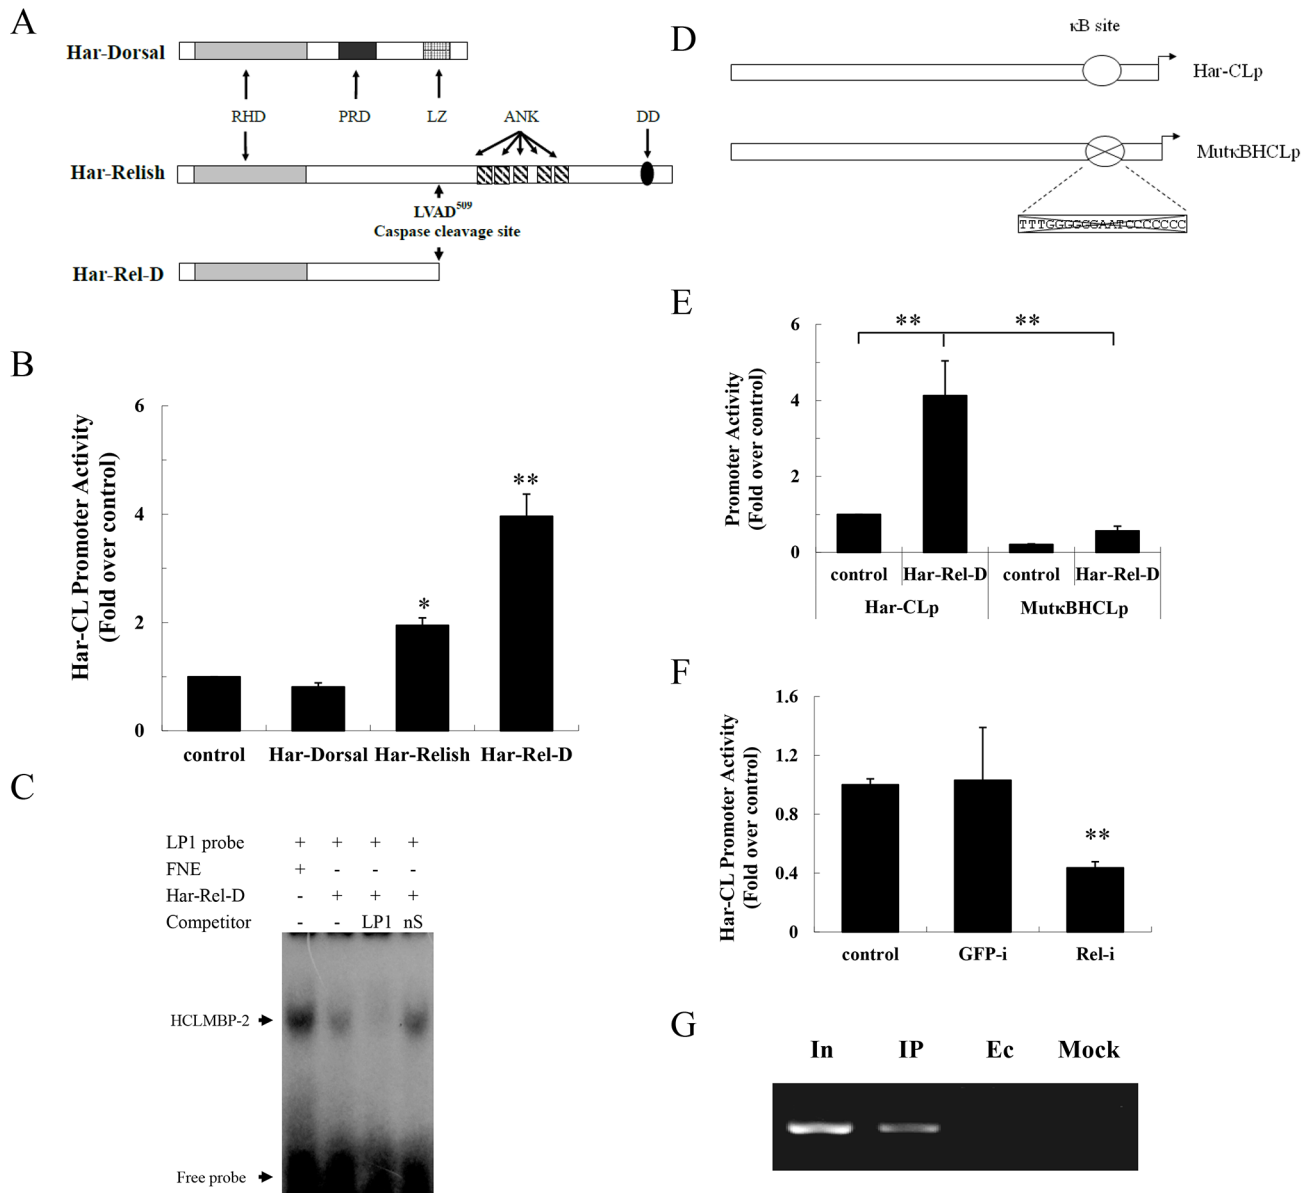 A
Har-Dorsal
RHD PRD LZ ANK DD
Har-Relish
LVAD509
Caspase cleavage site
Har-Rel-D
B
Har-CL Promoter Activity
(Fold over control)
6
4
2
0
*
**
control Har-Dorsal Har-Relish Har-Rel-D
C
LP1 probe + + + +
FNE + - - -
Har-Rel-D - + + +
Competitor - - LP1 nS
HCLMBP-2
Free probe
D
κB site
Har-CLp
MutκBHCLp
E
Promoter Activity
(Fold over control)
6
4
2
0
** **
control Har-Rel-D control Har-Rel-D
Har-CLp MutκBHCLp
F
Har-CL Promoter Activity
(Fold over control)
1.6
1.2
0.8
0.4
0
**
control GFP-i Rel-i
G
In IP Ec Mock